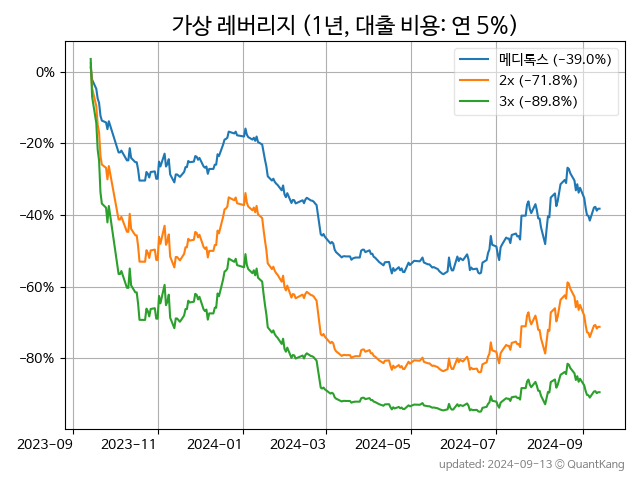 가상 레버리지 (1년, 대출 비용: 연 5%)
메디톡스 (-39.0%)
2x (-71.8%)
3x (-89.8%)
0%
-20%
-40%
-60%
-80%
2023-09 2023-11 2024-01 2024-03 2024-05 2024-07 2024-09
updated: 2024-09-13 © QuantKang